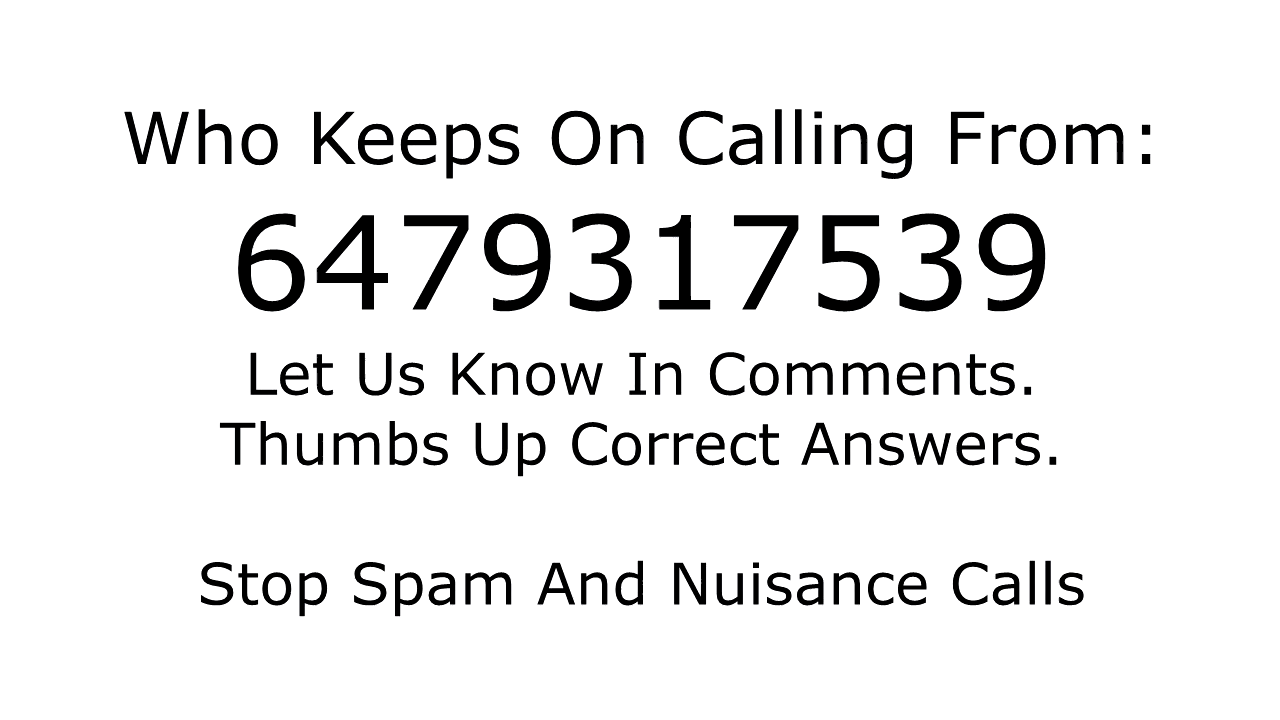 Who Keeps On Calling From:
6479317539
Let Us Know In Comments.
Thumbs Up Correct Answers.
Stop Spam And Nuisance Calls